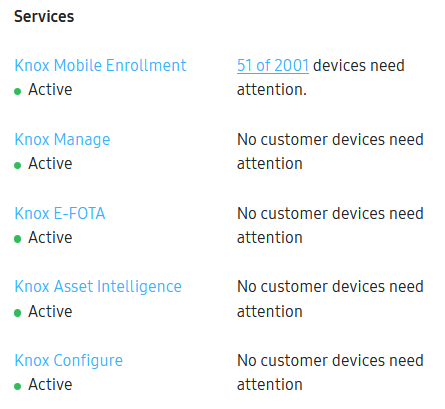 Services
Knox Mobile Enrollment
51 of 2001 devices need
Active
attention.
Knox Manage
No customer devices need
Active
attention
Knox E-FOTA
No customer devices need
Active
attention
Knox Asset Intelligence
No customer devices need
Active
attention
Knox Configure
No customer devices need
Active
attention